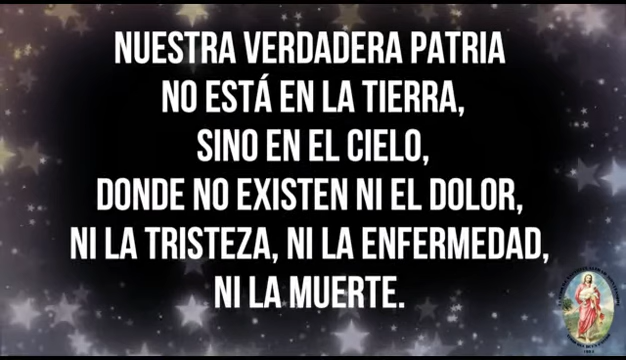 NUESTRA VERDADERA PATRIA
NO ESTÁ EN LA TIERRA,
SINO EN EL CIELO,
DONDE NO EXISTEN NI EL DOLOR,
NI LA TRISTEZA, NI LA ENFERMEDAD,
NI LA MUERTE.